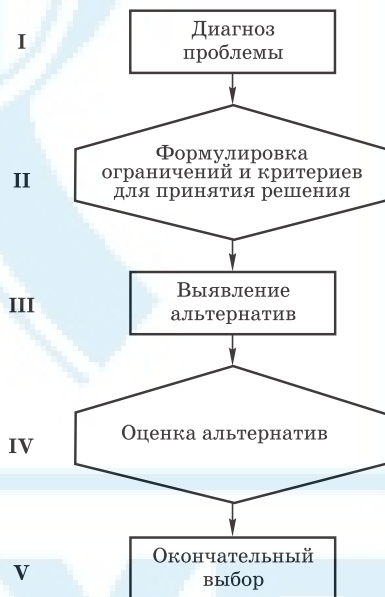 I
Диагноз
проблемы
II
Формулировка
ограничений и критериев
для принятия решения
III
Выявление
альтернатив
IV
Оценка альтернатив
V
Окончательный
выбор